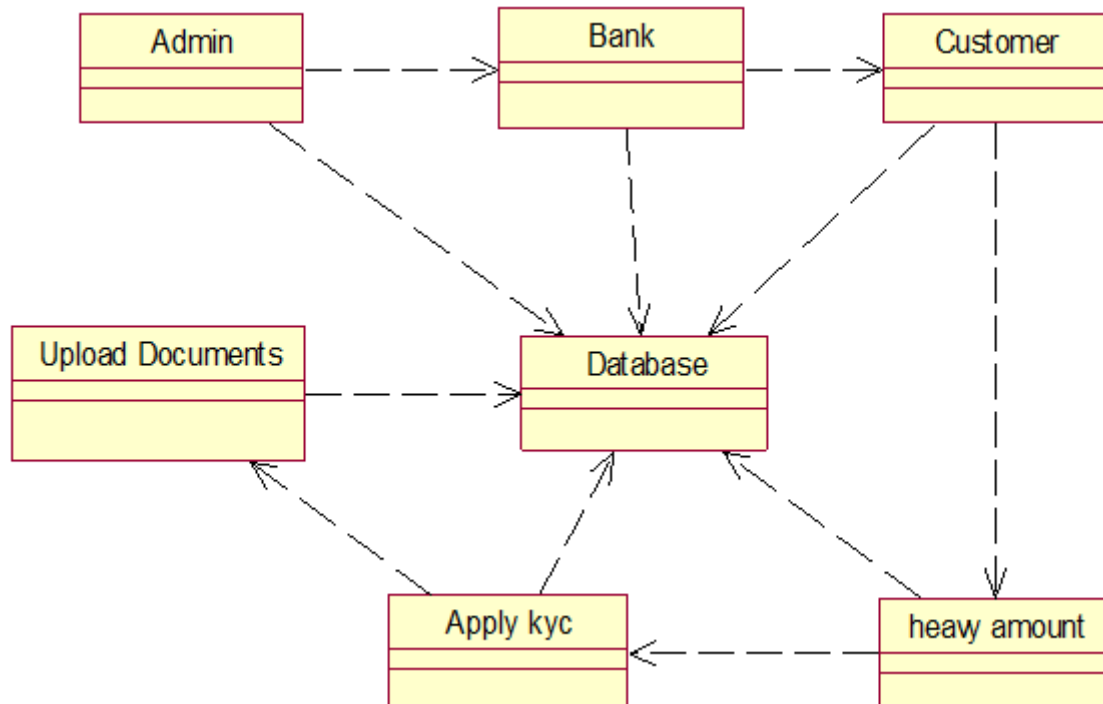 Admin
Bank
Customer
Upload Documents
Database
Apply kyc
heavy amount